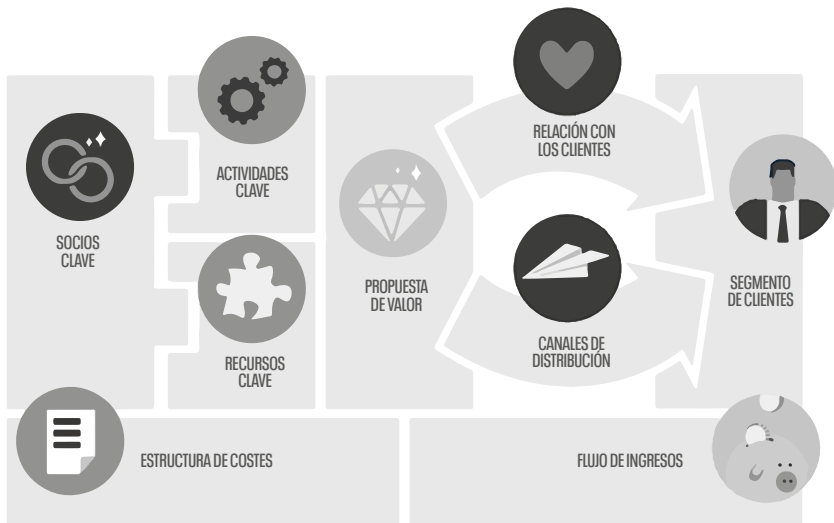 SOCIOS
CLAVE
ACTIVIDADES
CLAVE
RECURSOS
CLAVE
PROPUESTA
DE VALOR
RELACIÓN CON
LOS CLIENTES
CANALES DE
DISTRIBUCIÓN
SEGMENTO
DE CLIENTES
ESTRUCTURA DE COSTES
FLUJO DE INGRESOS